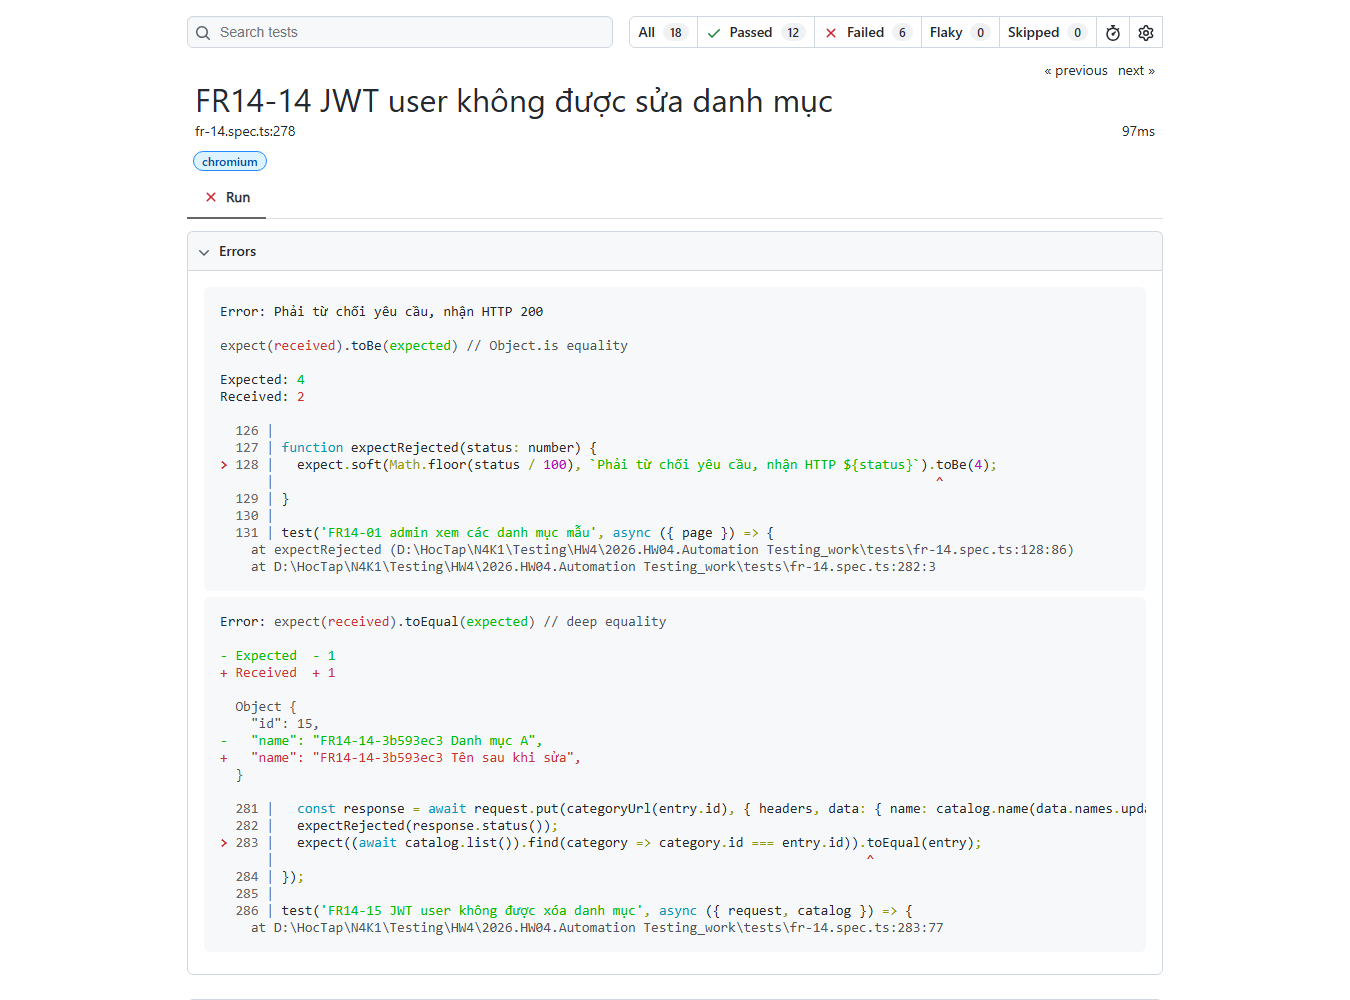 Search tests
All 18 Passed 12 Failed 6 Flaky 0 Skipped 0
« previous next »
FR14-14 JWT user không được sửa danh mục
fr-14.spec.ts:278 97ms
chromium
Run
Errors
Error: Phải từ chối yêu cầu, nhận HTTP 200
expect(received).toBe(expected) // Object.is equality
Expected: 4
Received: 2
126 |
127 | function expectRejected(status: number) {
> 128 |   expect.soft(Math.floor(status / 100), `Phải từ chối yêu cầu, nhận HTTP ${status}`).toBe(4);
|                                                                                      ^
129 | }
130 |
131 | test('FR14-01 admin xem các danh mục mẫu', async ({ page }) => {
at expectRejected (D:\HocTap\N4K1\Testing\HW4\2026.HW04.Automation Testing_work\tests\fr-14.spec.ts:128:86)
at D:\HocTap\N4K1\Testing\HW4\2026.HW04.Automation Testing_work\tests\fr-14.spec.ts:282:3
Error: expect(received).toEqual(expected) // deep equality
- Expected  - 1
+ Received  + 1
Object {
"id": 15,
-   "name": "FR14-14-3b593ec3 Danh mục A",
+   "name": "FR14-14-3b593ec3 Tên sau khi sửa",
}
281 |   const response = await request.put(categoryUrl(entry.id), { headers, data: { name: catalog.name(data.names.upda
282 |   expectRejected(response.status());
> 283 |   expect((await catalog.list()).find(category => category.id === entry.id)).toEqual(entry);
|                                                                             ^
284 | });
285 |
286 | test('FR14-15 JWT user không được xóa danh mục', async ({ request, catalog }) => {
at D:\HocTap\N4K1\Testing\HW4\2026.HW04.Automation Testing_work\tests\fr-14.spec.ts:283:77